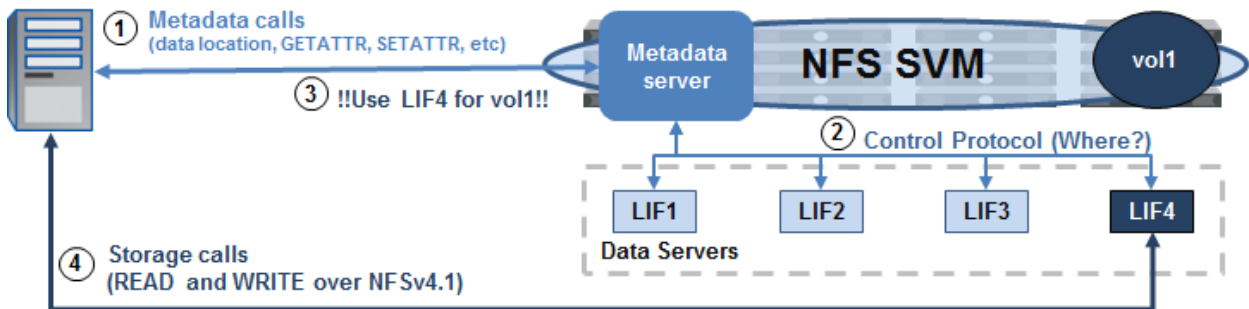 1 Metadata calls
(data location, GETATTR, SETATTR, etc)
Metadata
server
NFS SVM
vol1
3 !!Use LIF4 for vol1!!
2 Control Protocol (Where?)
LIF1
LIF2
LIF3
LIF4
Data Servers
4 Storage calls
(READ and WRITE over NFSv4.1)